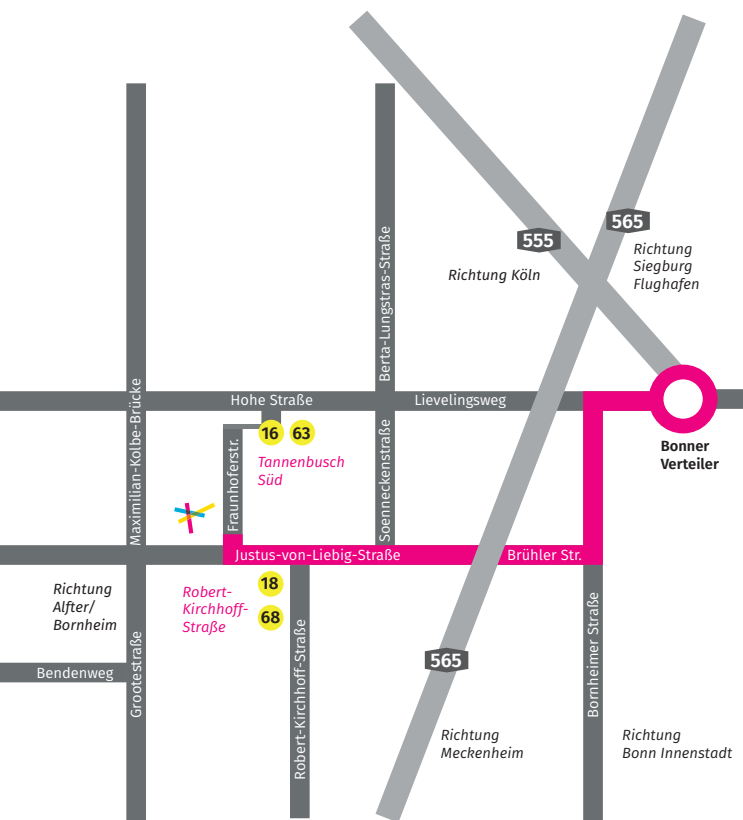 555
565
Richtung Köln
Richtung
Siegburg
Flughafen
Berta-Lungstras-Straße
Maximilian-Kolbe-Brücke
Hohe Straße
Lievelingsweg
16
63
Tannenbusch
Süd
Fraunhoferstr.
Soenneckenstraße
Bonner
Verteiler
Justus-von-Liebig-Straße
Brühler Str.
Richtung
Alfter/
Bornheim
Robert-
Kirchhoff-
Straße
18
68
Grootestraße
Bendenweg
Robert-Kirchhoff-Straße
565
Bornheimer Straße
Richtung
Meckenheim
Richtung
Bonn Innenstadt